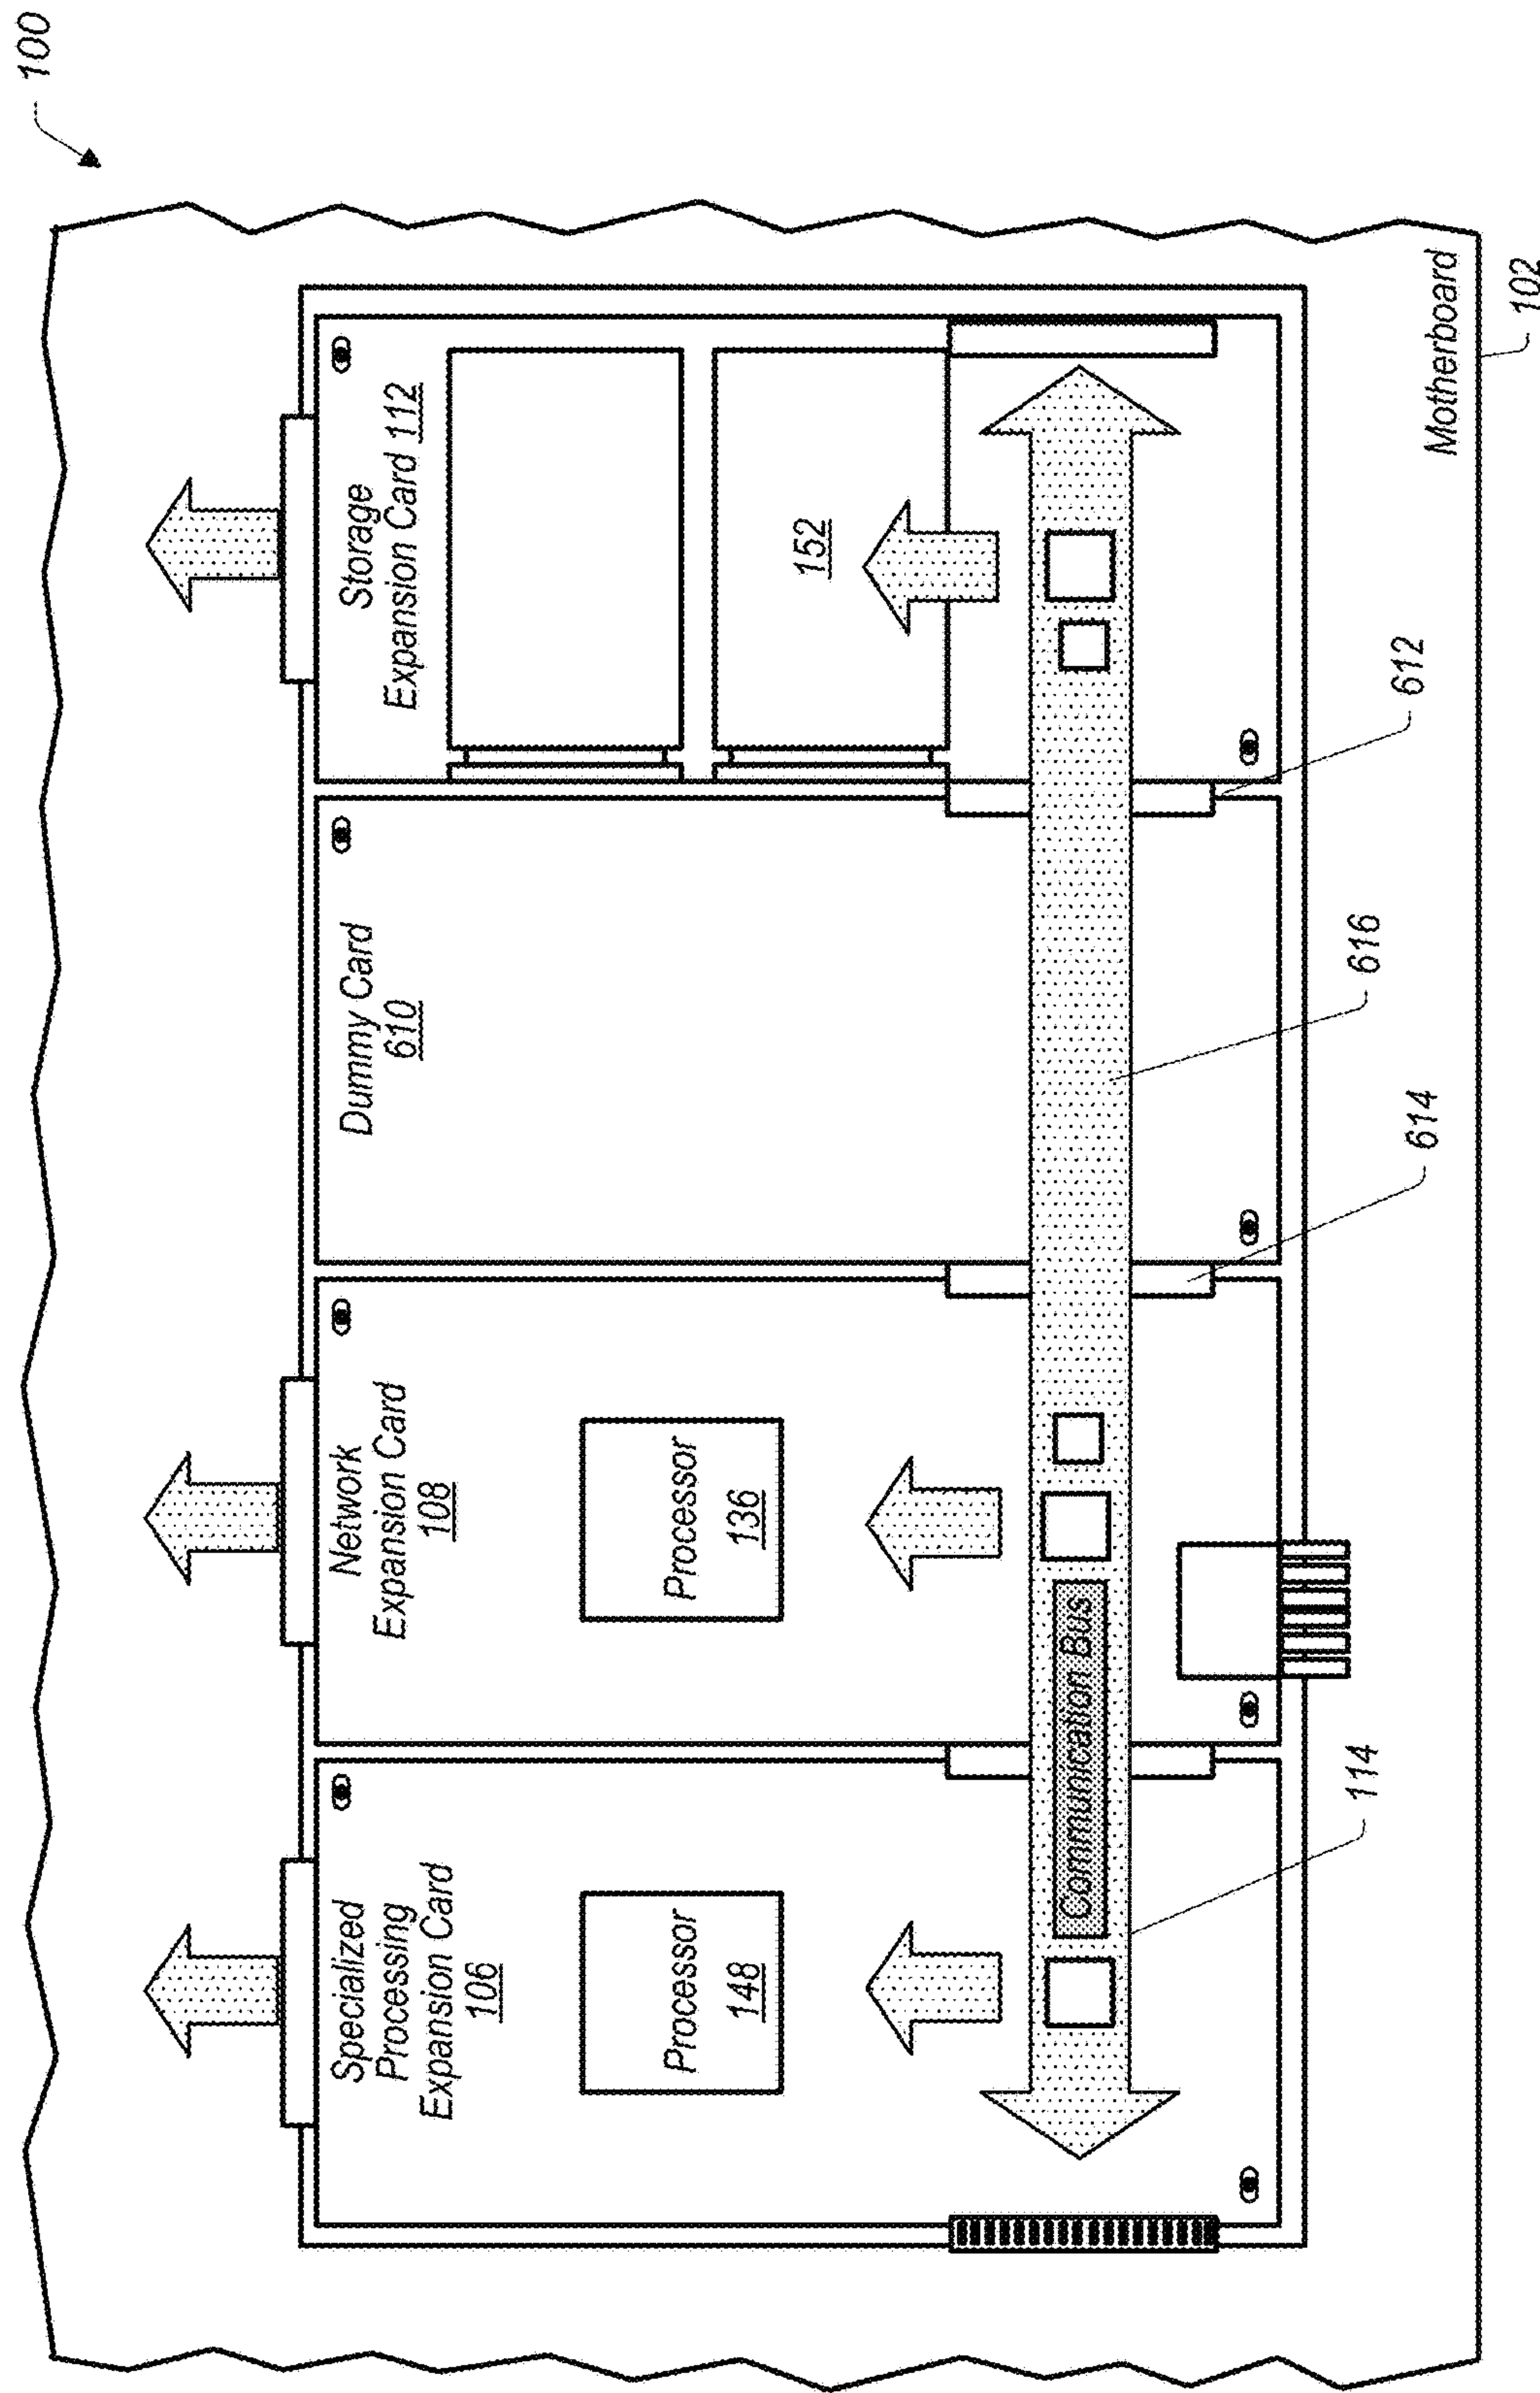 100
Specialized
Processing
Expansion Card
106
Processor
148
Network
Expansion Card
108
Processor
136
Dummy Card
610
Storage
Expansion Card 112
152
Communication Bus
114
614
616
612
Motherboard
102